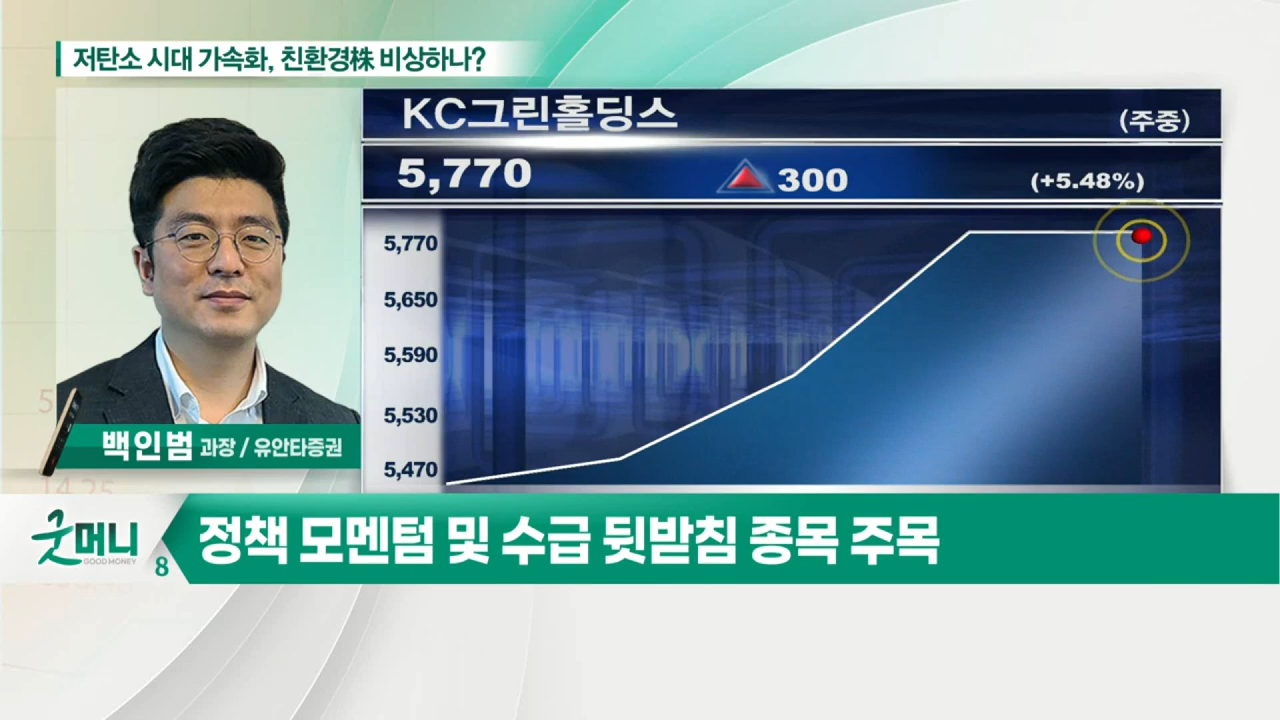 저탄소 시대 가속화, 친환경株 비상하나?
KC그린홀딩스
(주중)
5,770
300
(+5.48%)
5,770
5,650
5,590
5,530
5,470
백인범 과장 / 유안타증권
굿머니
GOOD MONEY
8
정책 모멘텀 및 수급 뒷받침 종목 주목